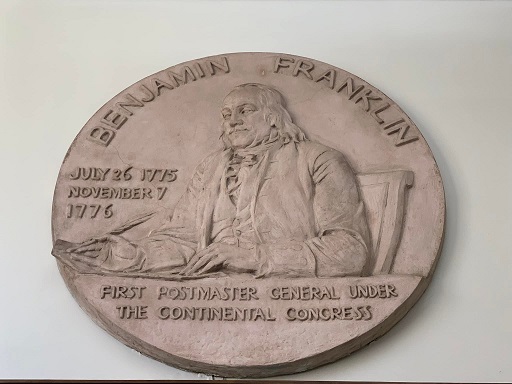 BENJAMIN FRANKLIN
JULY 26 1775
NOVEMBER 7
1776
FIRST POSTMASTER GENERAL UNDER
THE CONTINENTAL CONGRESS